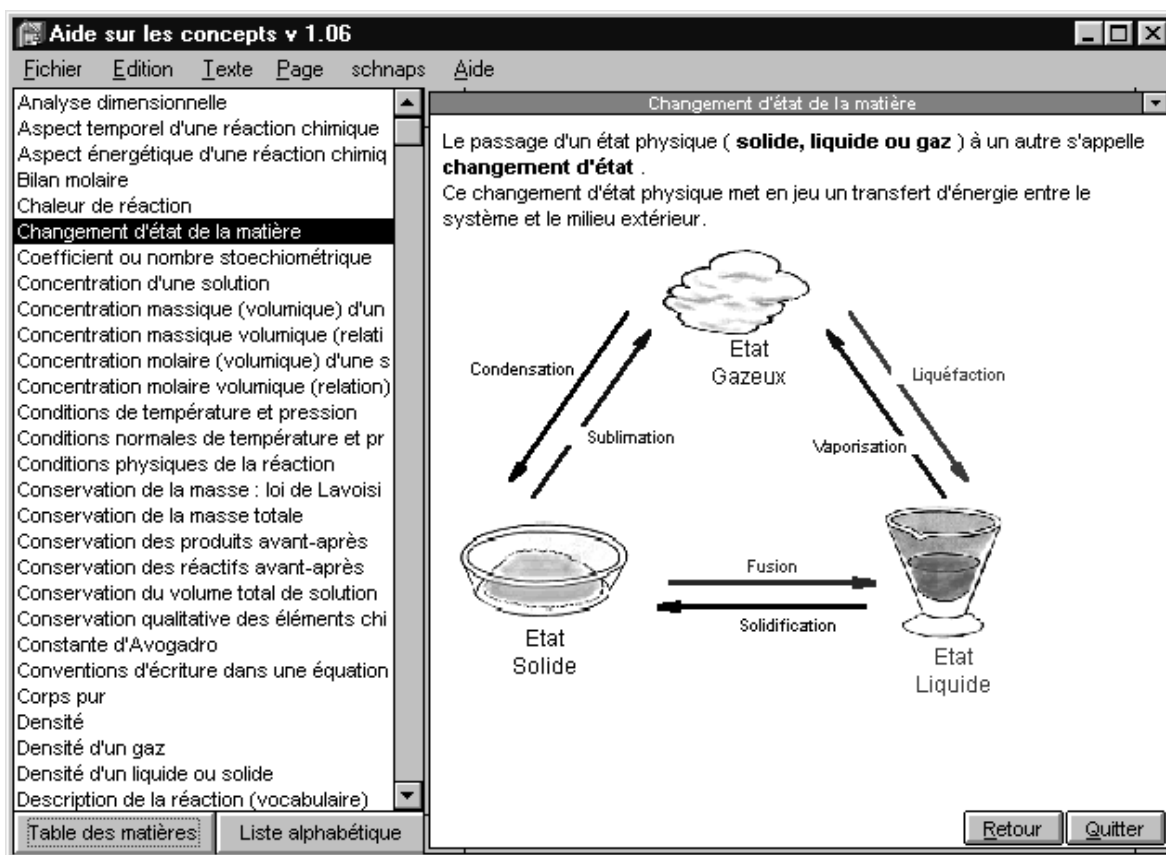 Aide sur les concepts v 1.06
Fichier Edition Texte Page schnaps Aide
Analyse dimensionnelle
Aspect temporel d'une réaction chimique
Aspect énergétique d'une réaction chimiq
Bilan molaire
Chaleur de réaction
Changement d'état de la matière
Coefficient ou nombre stoechiométrique
Concentration d'une solution
Concentration massique (volumique) d'un
Concentration massique volumique (relati
Concentration molaire (volumique) d'une s
Concentration molaire volumique (relation)
Conditions de température et pression
Conditions normales de température et pr
Conditions physiques de la réaction
Conservation de la masse : loi de Lavoisi
Conservation de la masse totale
Conservation des produits avant-après
Conservation des réactifs avant-après
Conservation du volume total de solution
Conservation qualitative des éléments chi
Constante d'Avogadro
Conventions d'écriture dans une équation
Corps pur
Densité
Densité d'un gaz
Densité d'un liquide ou solide
Description de la réaction (vocabulaire)
Table des matières Liste alphabétique
Changement d'état de la matière
Le passage d'un état physique ( solide, liquide ou gaz ) à un autre s'appelle
changement d'état .
Ce changement d'état physique met en jeu un transfert d'énergie entre le
système et le milieu extérieur.
Etat
Gazeux
Condensation
Liquéfaction
Sublimation
Vaporisation
Fusion
Solidification
Etat
Solide
Etat
Liquide
Retour Quitter